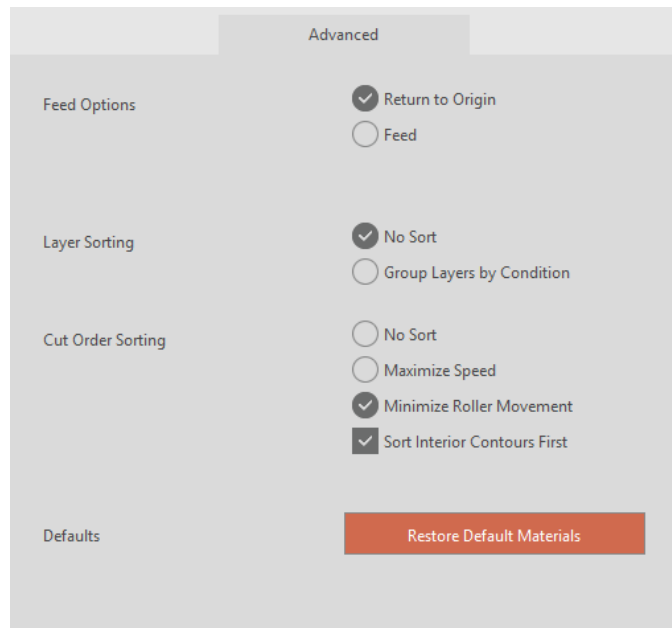 Advanced
Feed Options
Return to Origin
Feed
Layer Sorting
No Sort
Group Layers by Condition
Cut Order Sorting
No Sort
Maximize Speed
Minimize Roller Movement
Sort Interior Contours First
Defaults
Restore Default Materials